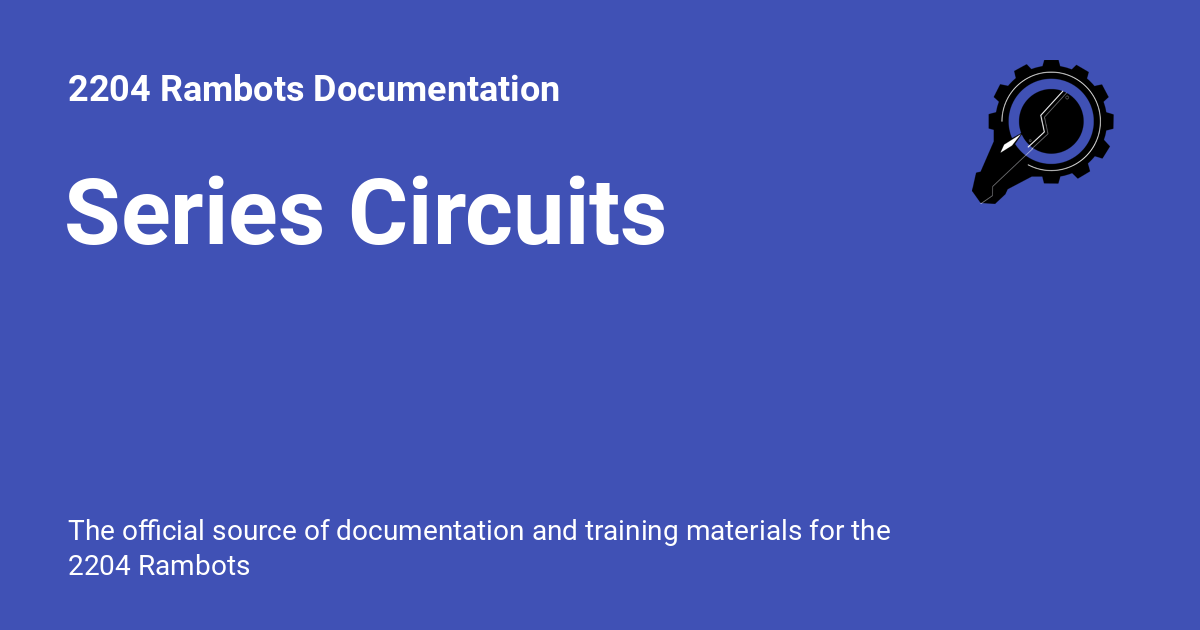 2204 Rambots Documentation
Series Circuits
The official source of documentation and training materials for the
2204 Rambots